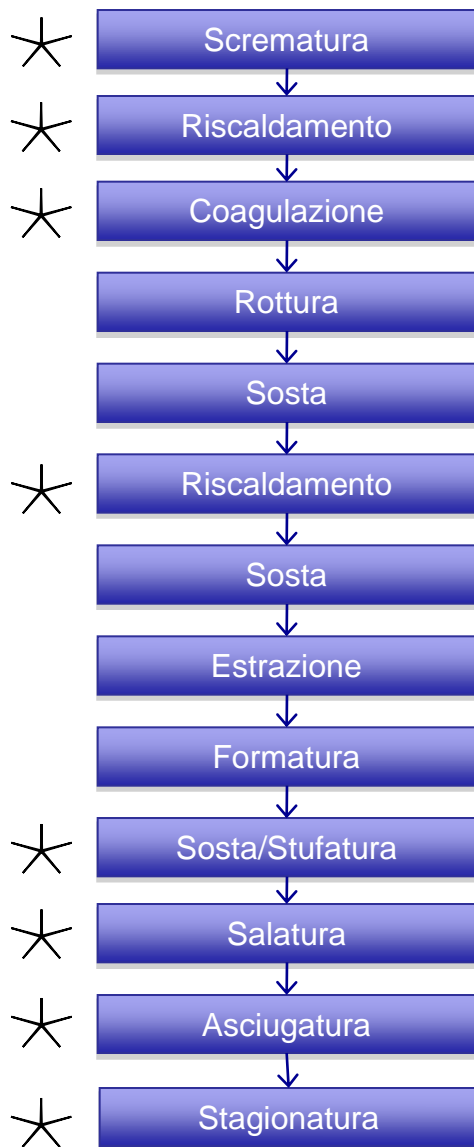 Scrematura
Riscaldamento
Coagulazione
Rottura
Sosta
Riscaldamento
Sosta
Estrazione
Formatura
Sosta/Stufatura
Salatura
Asciugatura
Stagionatura